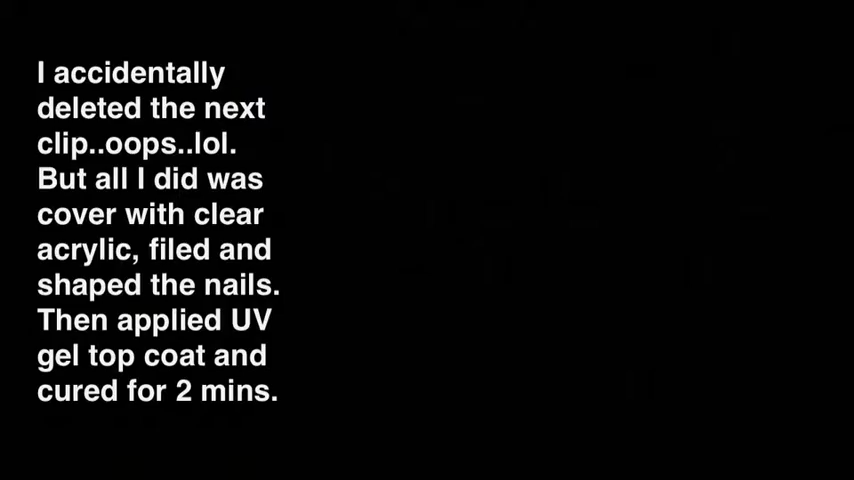 I accidentally
deleted the next
clip..oops..lol.
But all I did was
cover with clear
acrylic, filed and
shaped the nails.
Then applied UV
gel top coat and
cured for 2 mins.